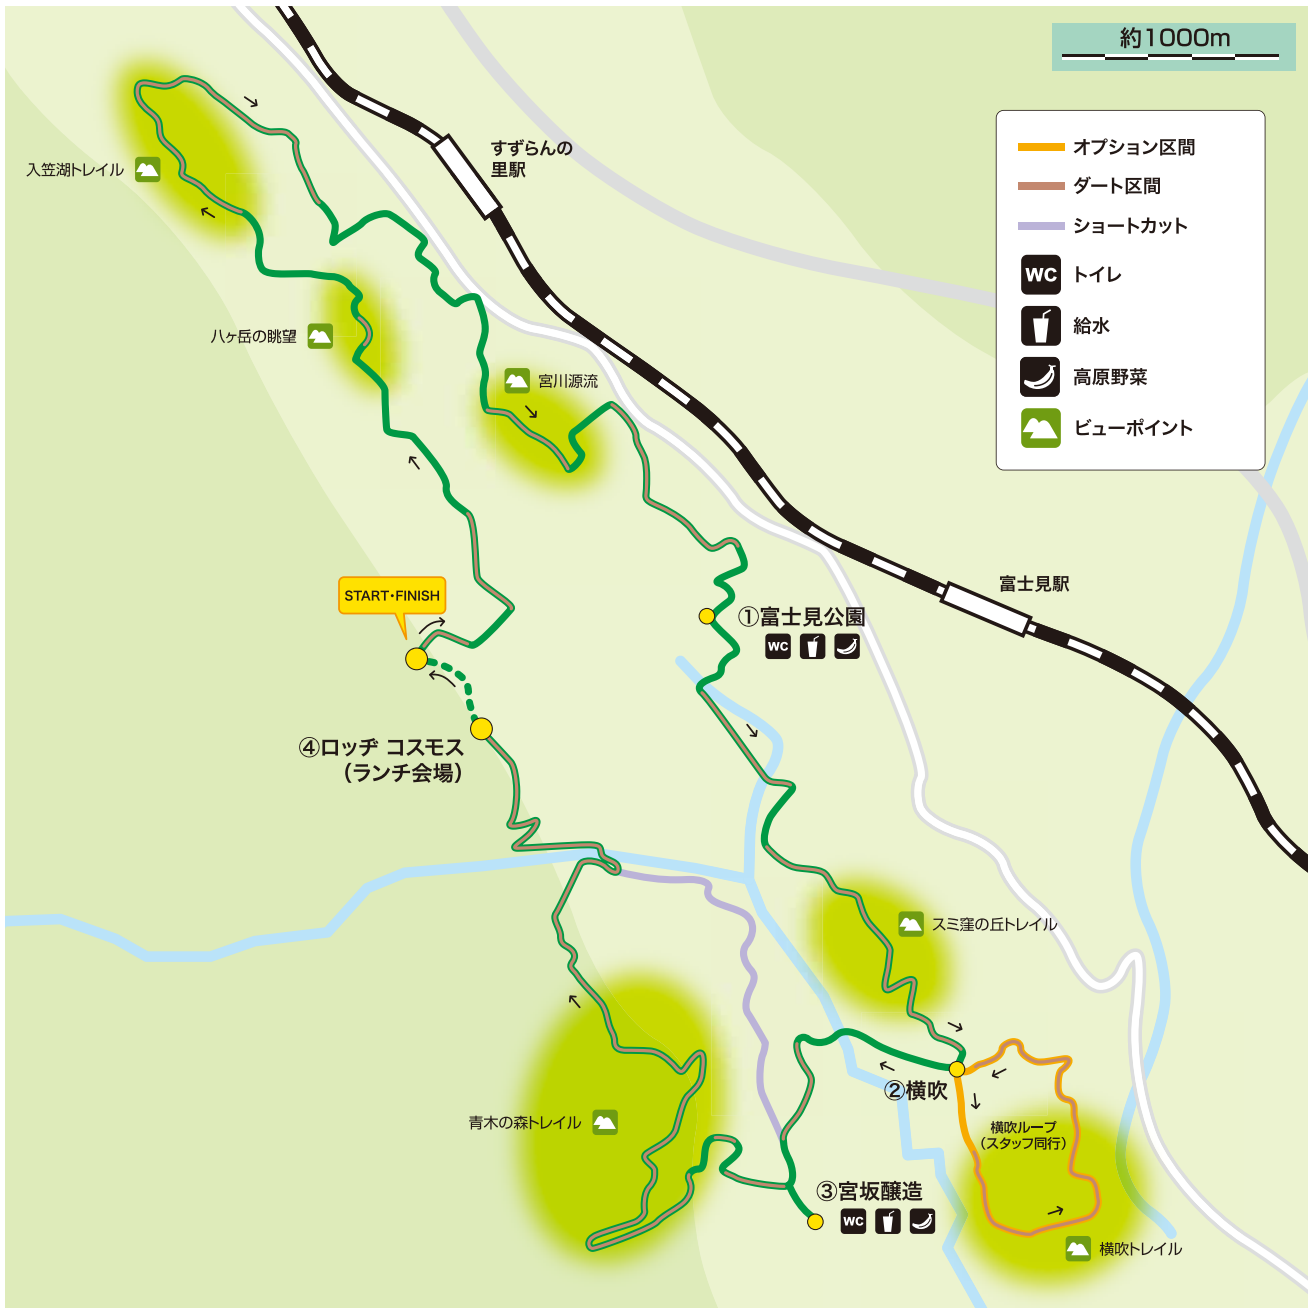 約1000m
すずらんの
里駅
オプション区間
ダート区間
ショートカット
WC トイレ
給水
高原野菜
ビューポイント
入笠湖トレイル
八ヶ岳の眺望
宮川源流
START・FINISH
富士見駅
①富士見公園
WC
④ロッヂ コスモス
（ランチ会場）
スミ窪の丘トレイル
②横吹
横吹ループ
（スタッフ同行）
青木の森トレイル
③宮坂醸造
WC
横吹トレイル